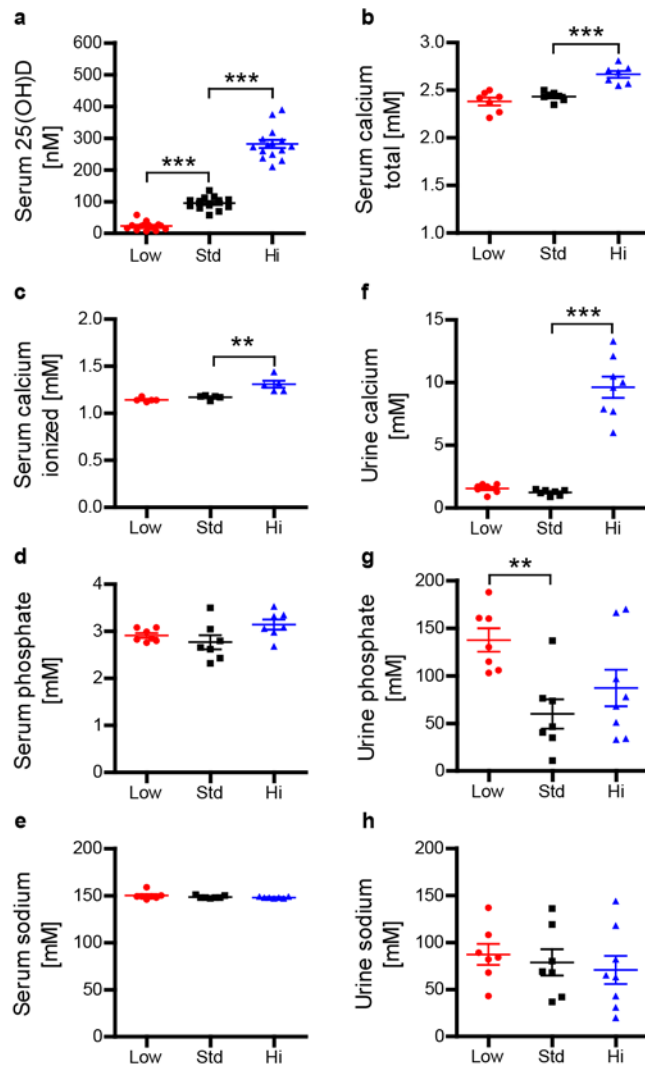 a
Serum 25(OH)D
[nM]
600
500
400
300
200
100
0
***
***
Low Std Hi
b
Serum calcium
total [mM]
3.0
2.5
2.0
1.5
1.0
***
Low Std Hi
c
Serum calcium
ionized [mM]
2.0
1.5
1.0
0.5
0.0
**
Low Std Hi
f
Urine calcium
[mM]
15
10
5
0
***
Low Std Hi
d
Serum phosphate
[mM]
4
3
2
1
0
Low Std Hi
g
Urine phosphate
[mM]
200
150
100
50
0
**
Low Std Hi
e
Serum sodium
[mM]
200
150
100
50
0
Low Std Hi
h
Urine sodium
[mM]
200
150
100
50
0
Low Std Hi